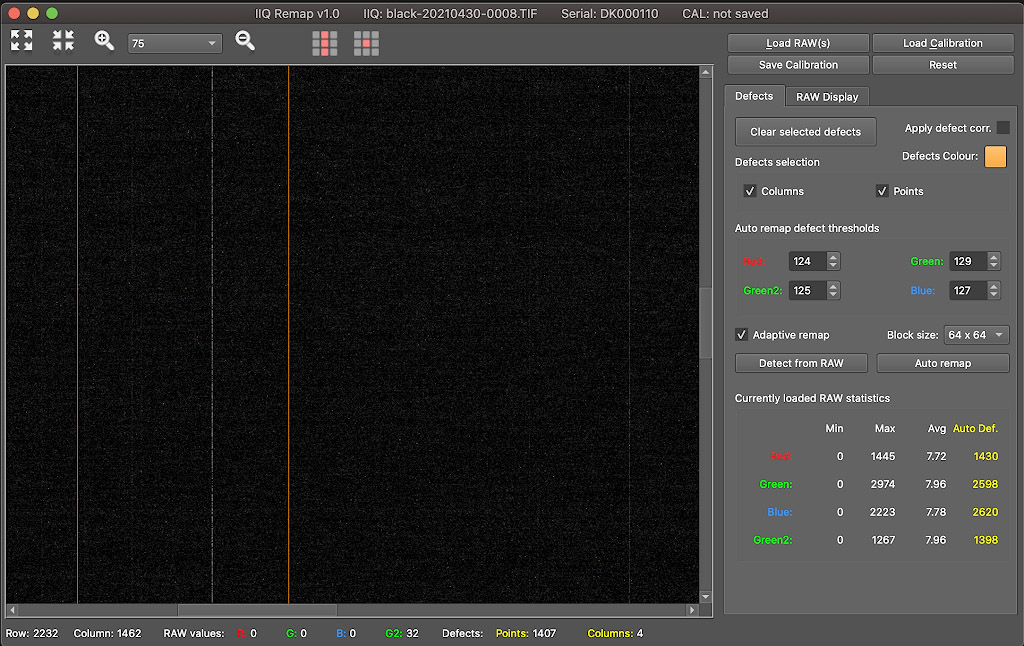 IIQ Remap v1.0 IIQ: black-20210430-0008.TIF Serial: DK000110 CAL: not saved
75
Load RAW(s) Load Calibration
Save Calibration Reset
Defects RAW Display
Clear selected defects Apply defect corr.
Defects Colour:
Defects selection
Columns Points
Auto remap defect thresholds
Red: 124 Green: 129
Green2: 125 Blue: 127
Adaptive remap Block size: 64 x 64
Detect from RAW Auto remap
Currently loaded RAW statistics
Min Max Avg Auto Def.
Red: 0 1445 7.72 1430
Green: 0 2974 7.96 2598
Blue: 0 2223 7.78 2620
Green2: 0 1267 7.96 1398
Row: 2232 Column: 1462 RAW values: R: 0 G: 0 B: 0 G2: 32 Defects: Points: 1407 Columns: 4